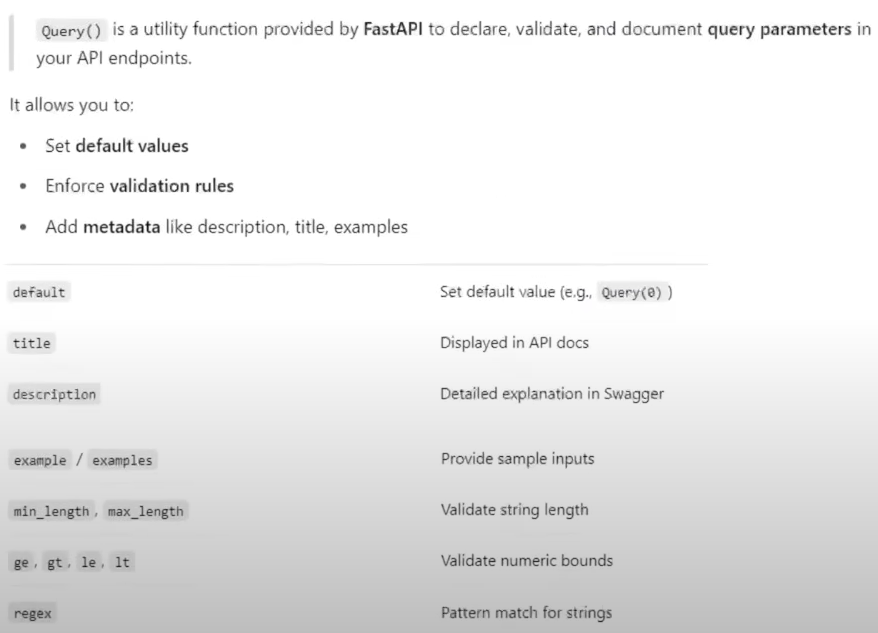 Query() is a utility function provided by FastAPI to declare, validate, and document query parameters in
your API endpoints.
It allows you to:
• Set default values
• Enforce validation rules
• Add metadata like description, title, examples
default Set default value (e.g., Query(0) )
title Displayed in API docs
description Detailed explanation in Swagger
example / examples Provide sample inputs
min_length, max_length Validate string length
ge, gt, le, lt Validate numeric bounds
regex Pattern match for strings